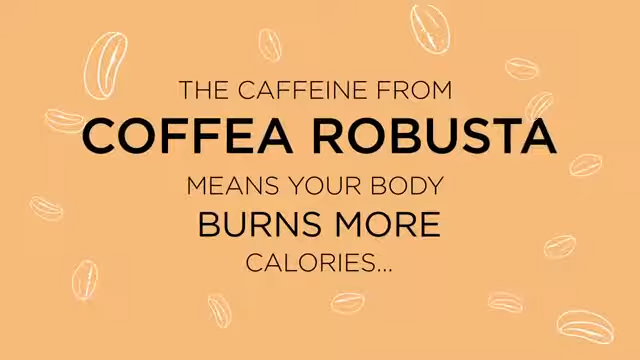 THE CAFFEINE FROM
COFFEA ROBUSTA
MEANS YOUR BODY
BURNS MORE
CALORIES...